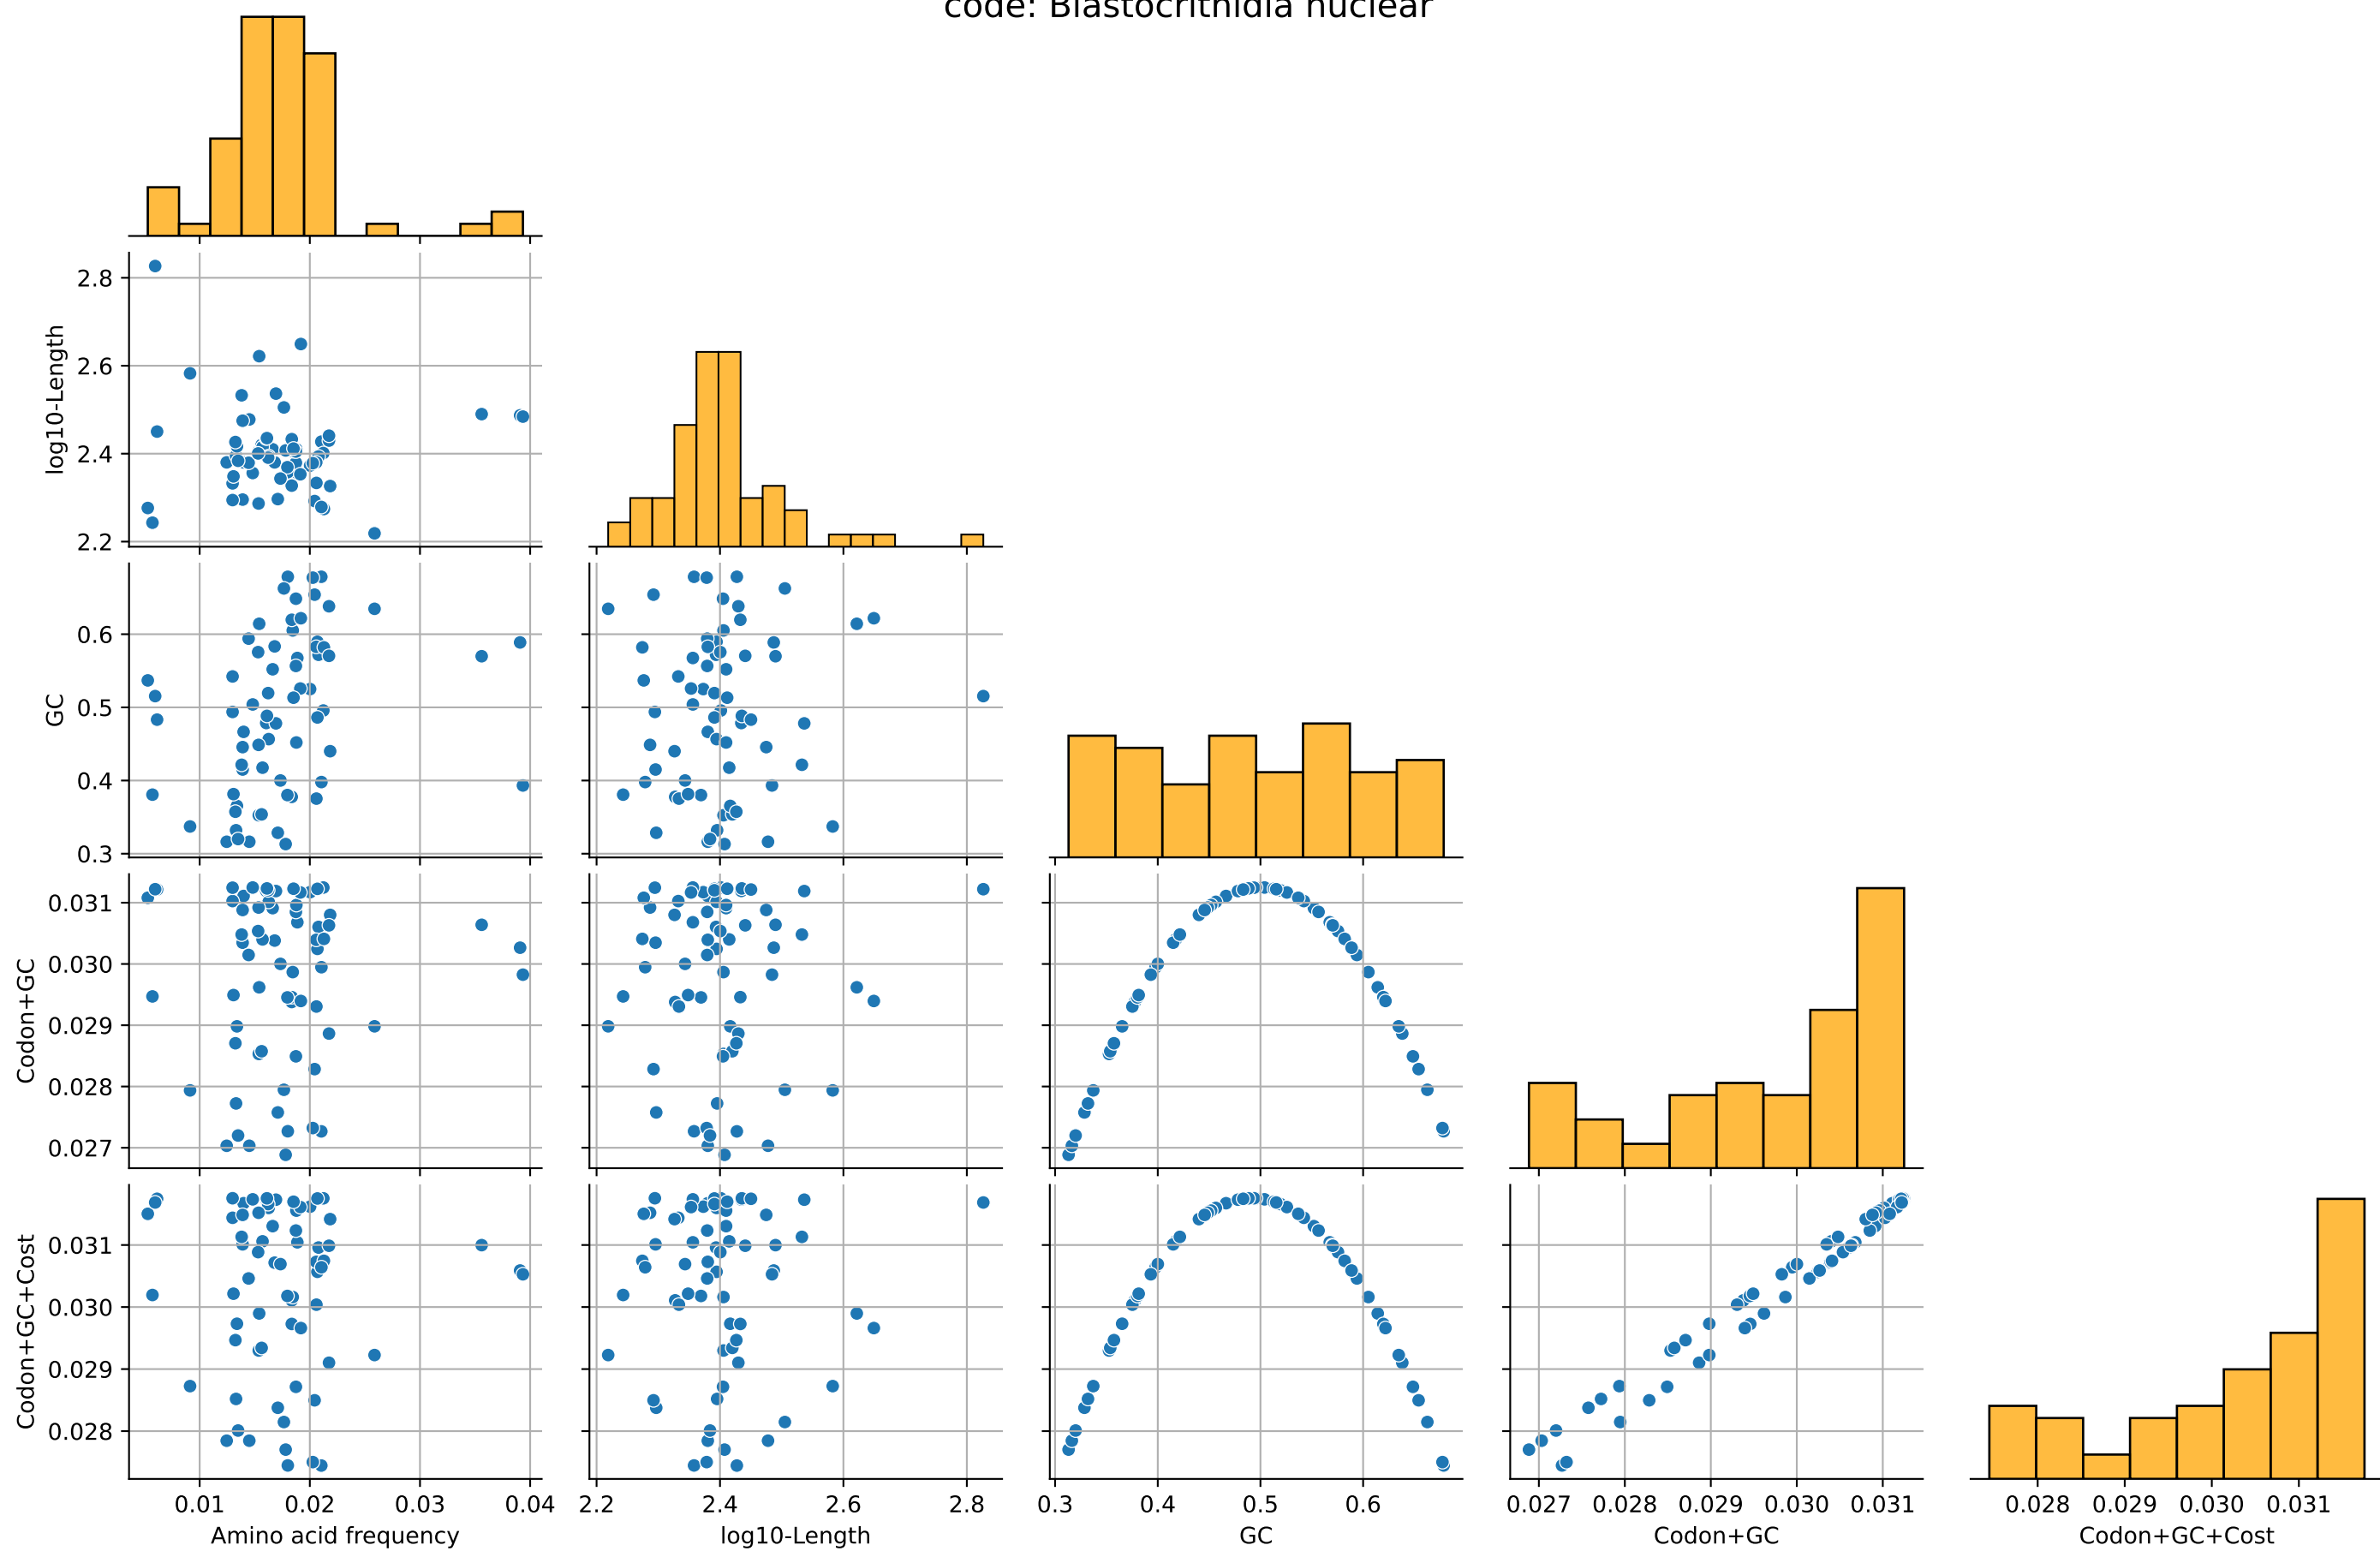 code: Blastocrithidia nuclear
2.8
2.6
2.4
2.2
log10-Length
0.6
0.5
0.4
0.3
GC
0.031
0.030
0.029
0.028
0.027
Codon+GC
0.031
0.030
0.029
0.028
Codon+GC+Cost
0.01 0.02 0.03 0.04 2.2 2.4 2.6 2.8 0.3 0.4 0.5 0.6 0.027 0.028 0.029 0.030 0.031 0.028 0.029 0.030 0.031
Amino acid frequency log10-Length GC Codon+GC Codon+GC+Cost